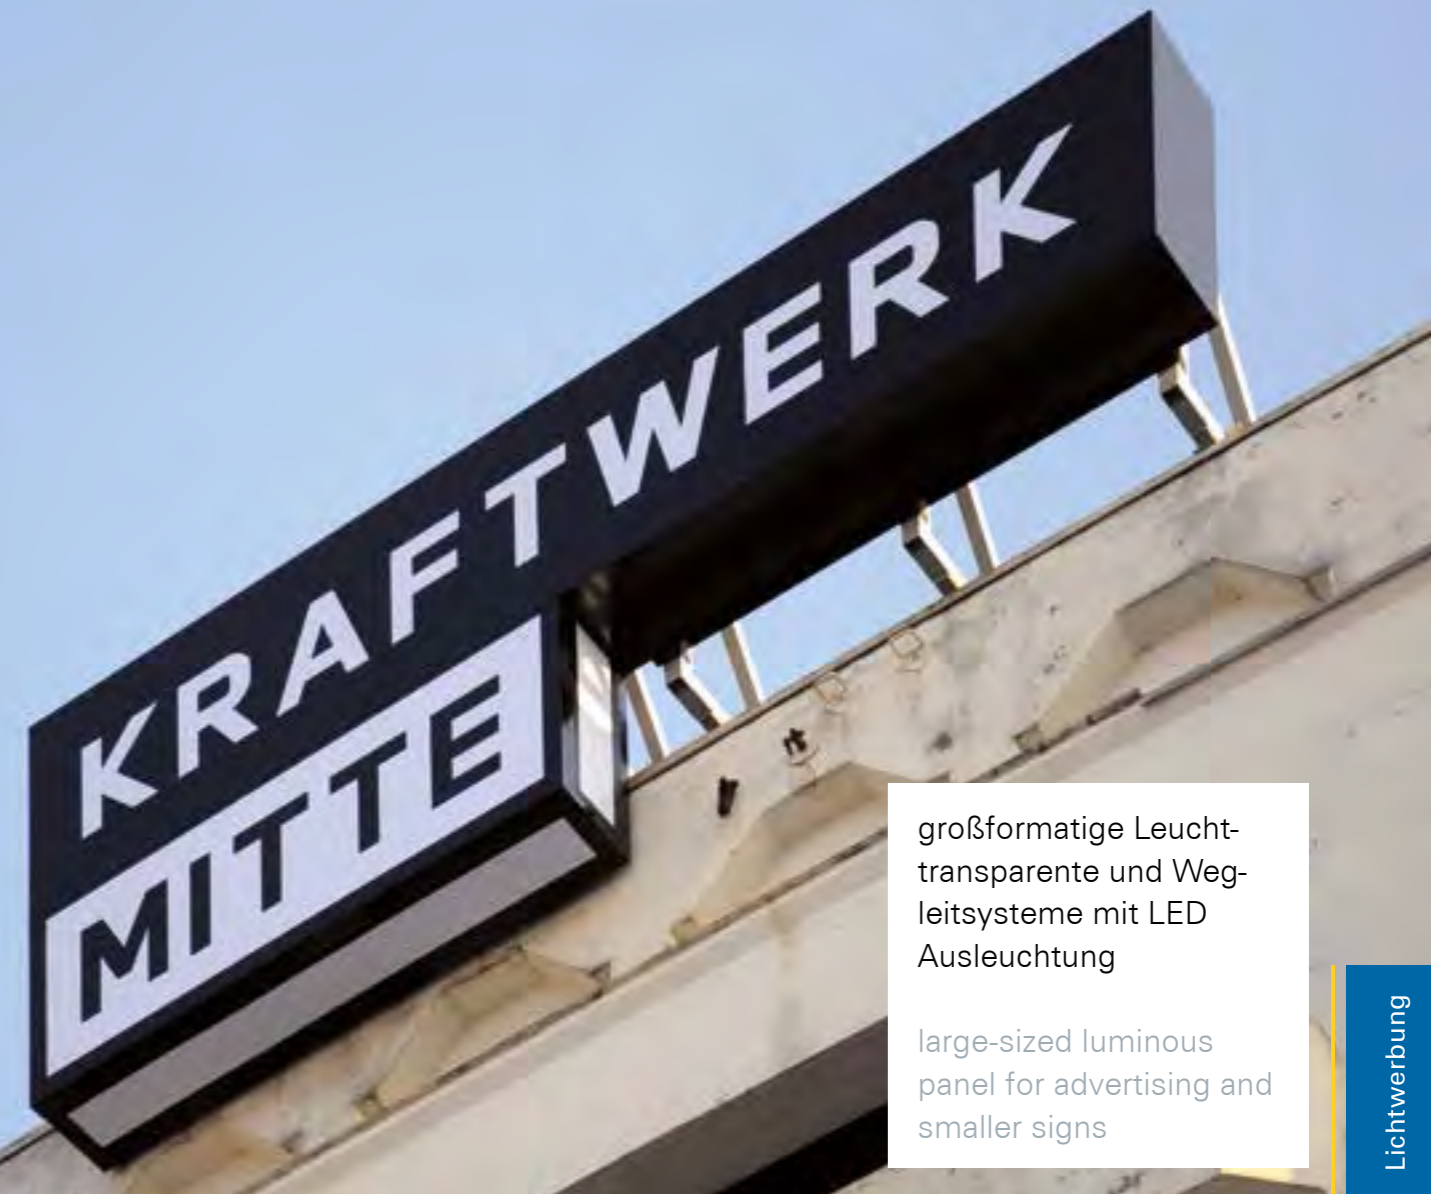 KRAFTWERK
MITTE
großformatige Leucht-
transparente und Weg-
leitsysteme mit LED
Ausleuchtung
large-sized luminous
panel for advertising and
smaller signs
Lichtwerbung